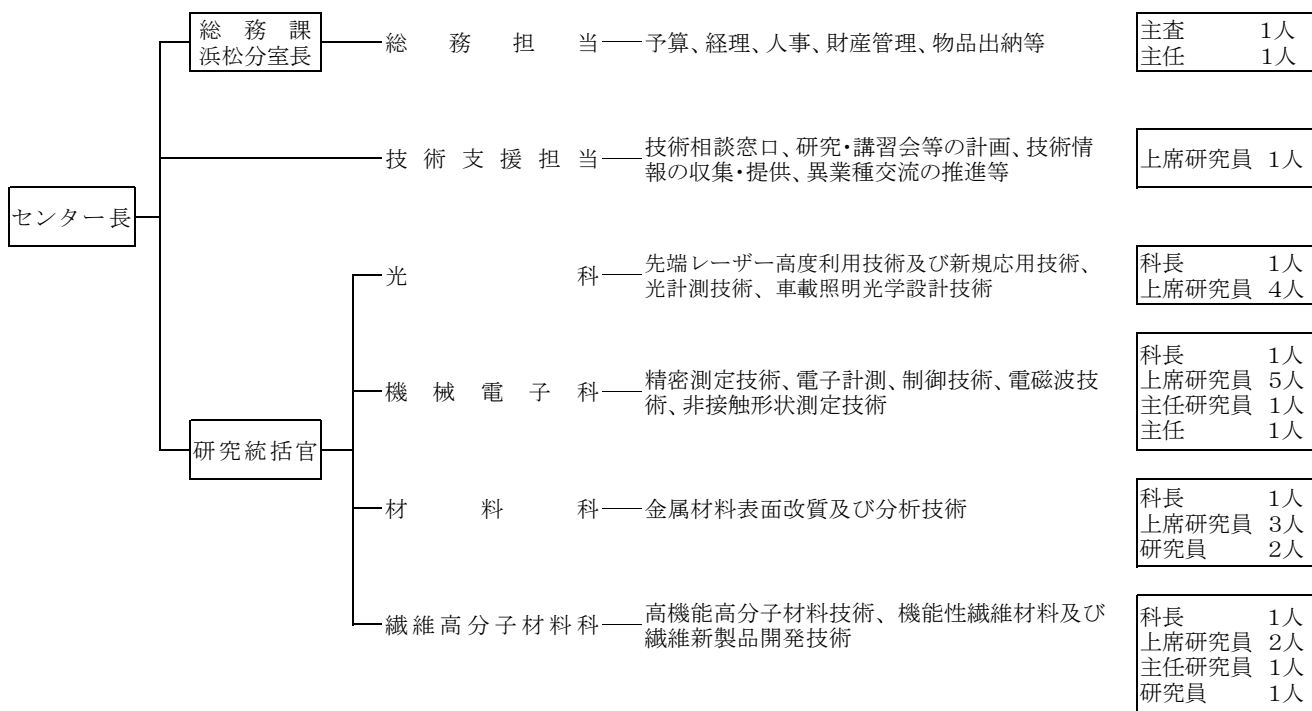 総務課
浜松分室長
総務担当
予算、経理、人事、財産管理、物品出納等
主査 1人
主任 1人
技術支援担当
技術相談窓口、研究・講習会等の計画、技術情
報の収集・提供、異業種交流の推進等
上席研究員 1人
センター長
光科
先端レーザー高度利用技術及び新規応用技術、
光計測技術、車載照明光学設計技術
科長 1人
上席研究員 4人
機械電子科
精密測定技術、電子計測、制御技術、電磁波技
術、非接触形状測定技術
科長 1人
上席研究員 5人
主任研究員 1人
主任 1人
研究統括官
材料科
金属材料表面改質及び分析技術
科長 1人
上席研究員 3人
研究員 2人
繊維高分子材料科
高機能高分子材料技術、機能性繊維材料及び
繊維新製品開発技術
科長 1人
上席研究員 2人
主任研究員 1人
研究員 1人